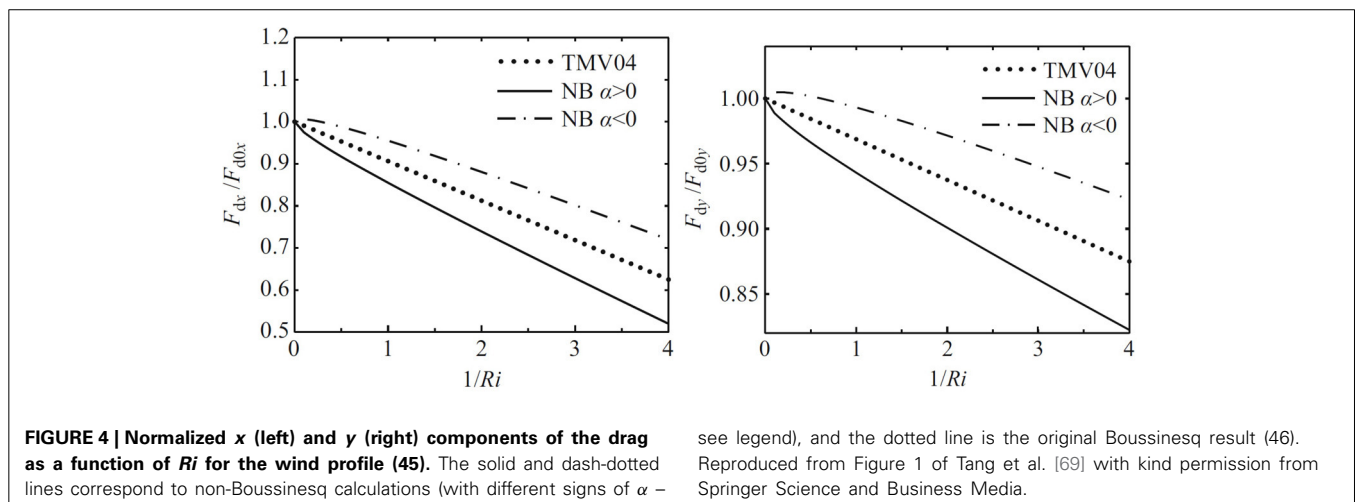 1.2
1.1
1.0
0.9
0.8
0.7
0.6
0.5
F_dx / F_d0x
TMV04
NB α>0
NB α<0
0 1 2 3 4
1/Ri
1.00
0.95
0.90
0.85
F_dy / F_d0y
TMV04
NB α>0
NB α<0
0 1 2 3 4
1/Ri
FIGURE 4 | Normalized x (left) and y (right) components of the drag
as a function of Ri for the wind profile (45). The solid and dash-dotted
lines correspond to non-Boussinesq calculations (with different signs of α –
see legend), and the dotted line is the original Boussinesq result (46).
Reproduced from Figure 1 of Tang et al. [69] with kind permission from
Springer Science and Business Media.